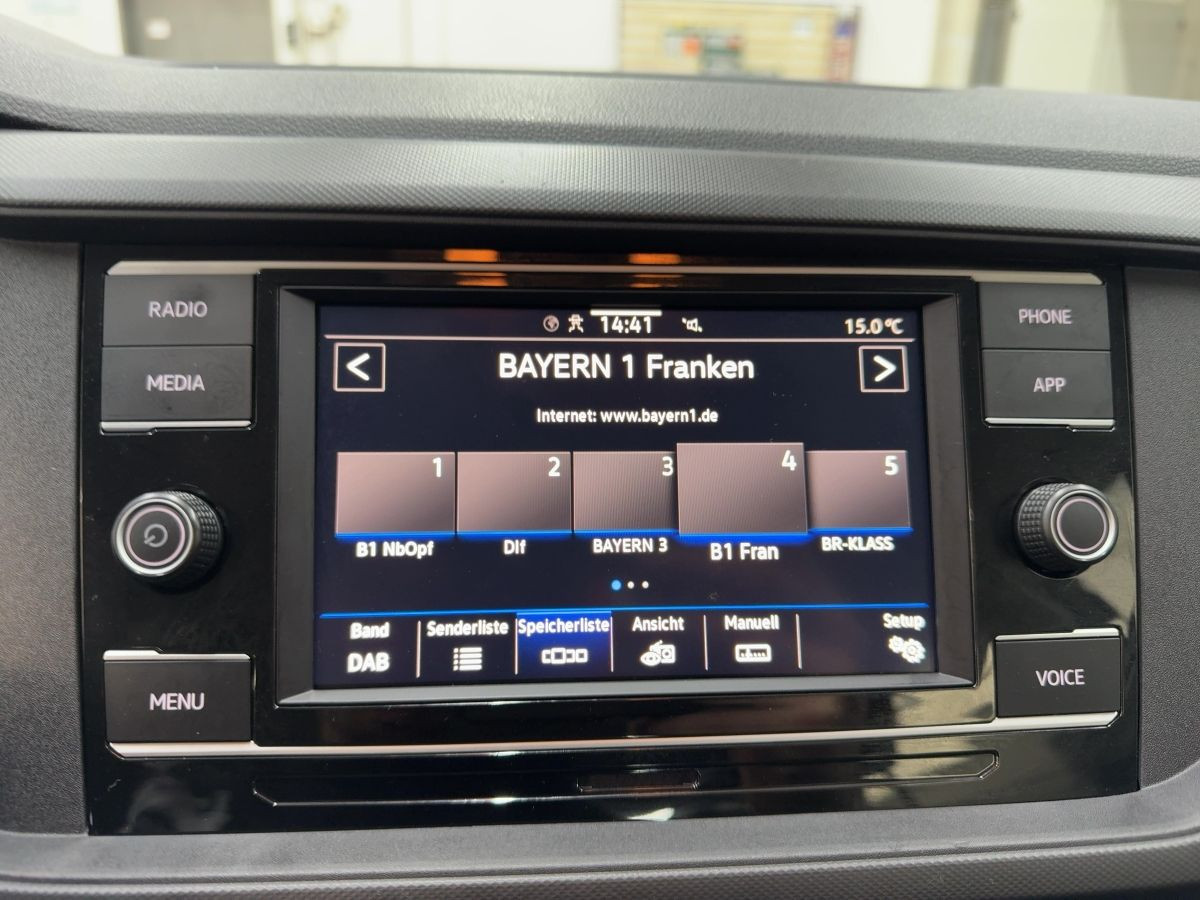 RADIO
MEDIA
MENU
14:41
15.0°C
<
BAYERN 1 Franken
>
Internet: www.bayern1.de
1
2
3
4
5
B1 NbOpf
Dlf
BAYERN 3
B1 Fran
BR-KLASS
Band
DAB
Senderliste
Speicherliste
Ansicht
Manuell
Setup
PHONE
APP
VOICE